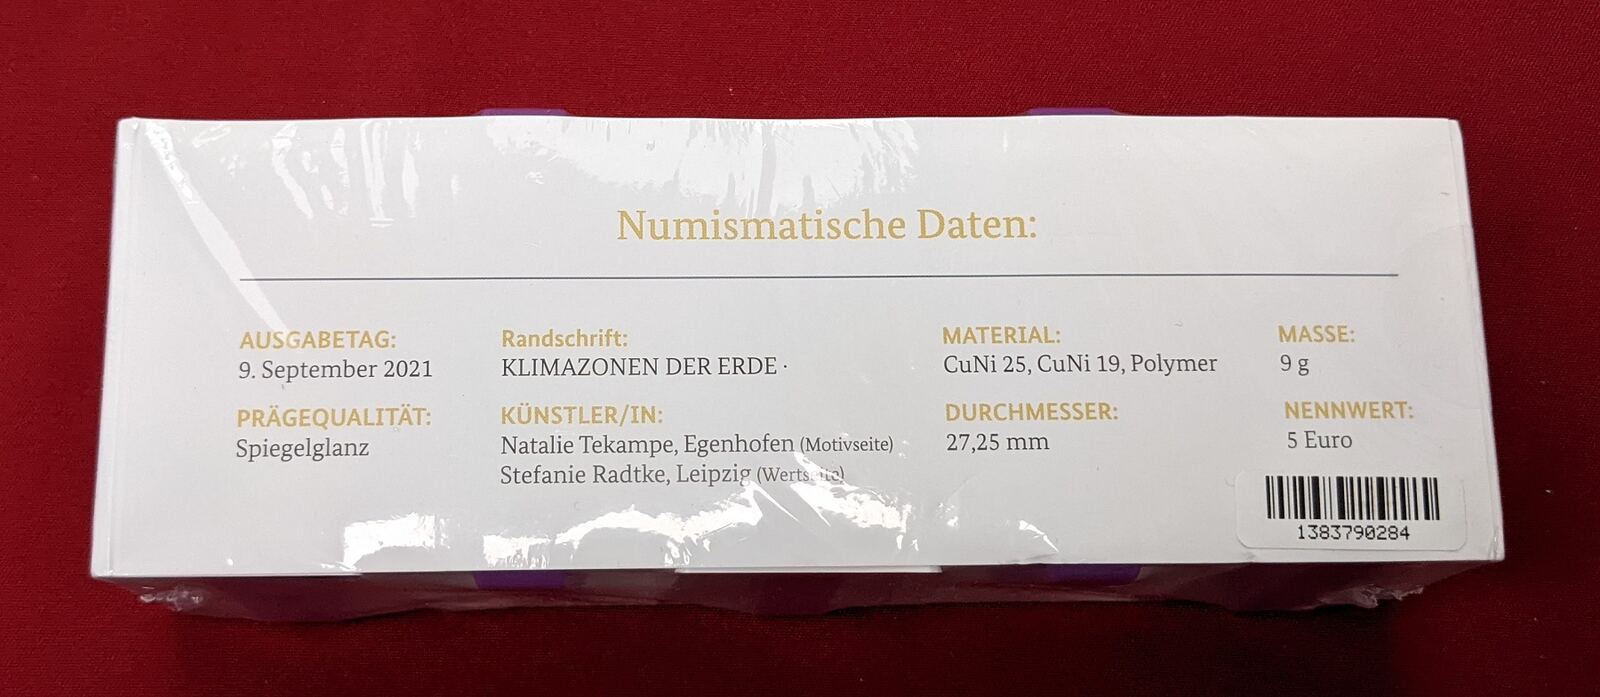 Numismatische Daten:
AUSGABETAG:
9. September 2021
PRÄGEQUALITÄT:
Spiegelglanz
Randschrift:
KLIMAZONEN DER ERDE ·
KÜNSTLER/IN:
Natalie Tekampe, Egenhofen (Motivseite)
Stefanie Radtke, Leipzig (Wertseite)
MATERIAL:
CuNi 25, CuNi 19, Polymer
DURCHMESSER:
27,25 mm
MASSE:
9 g
NENNWERT:
5 Euro
1383790284